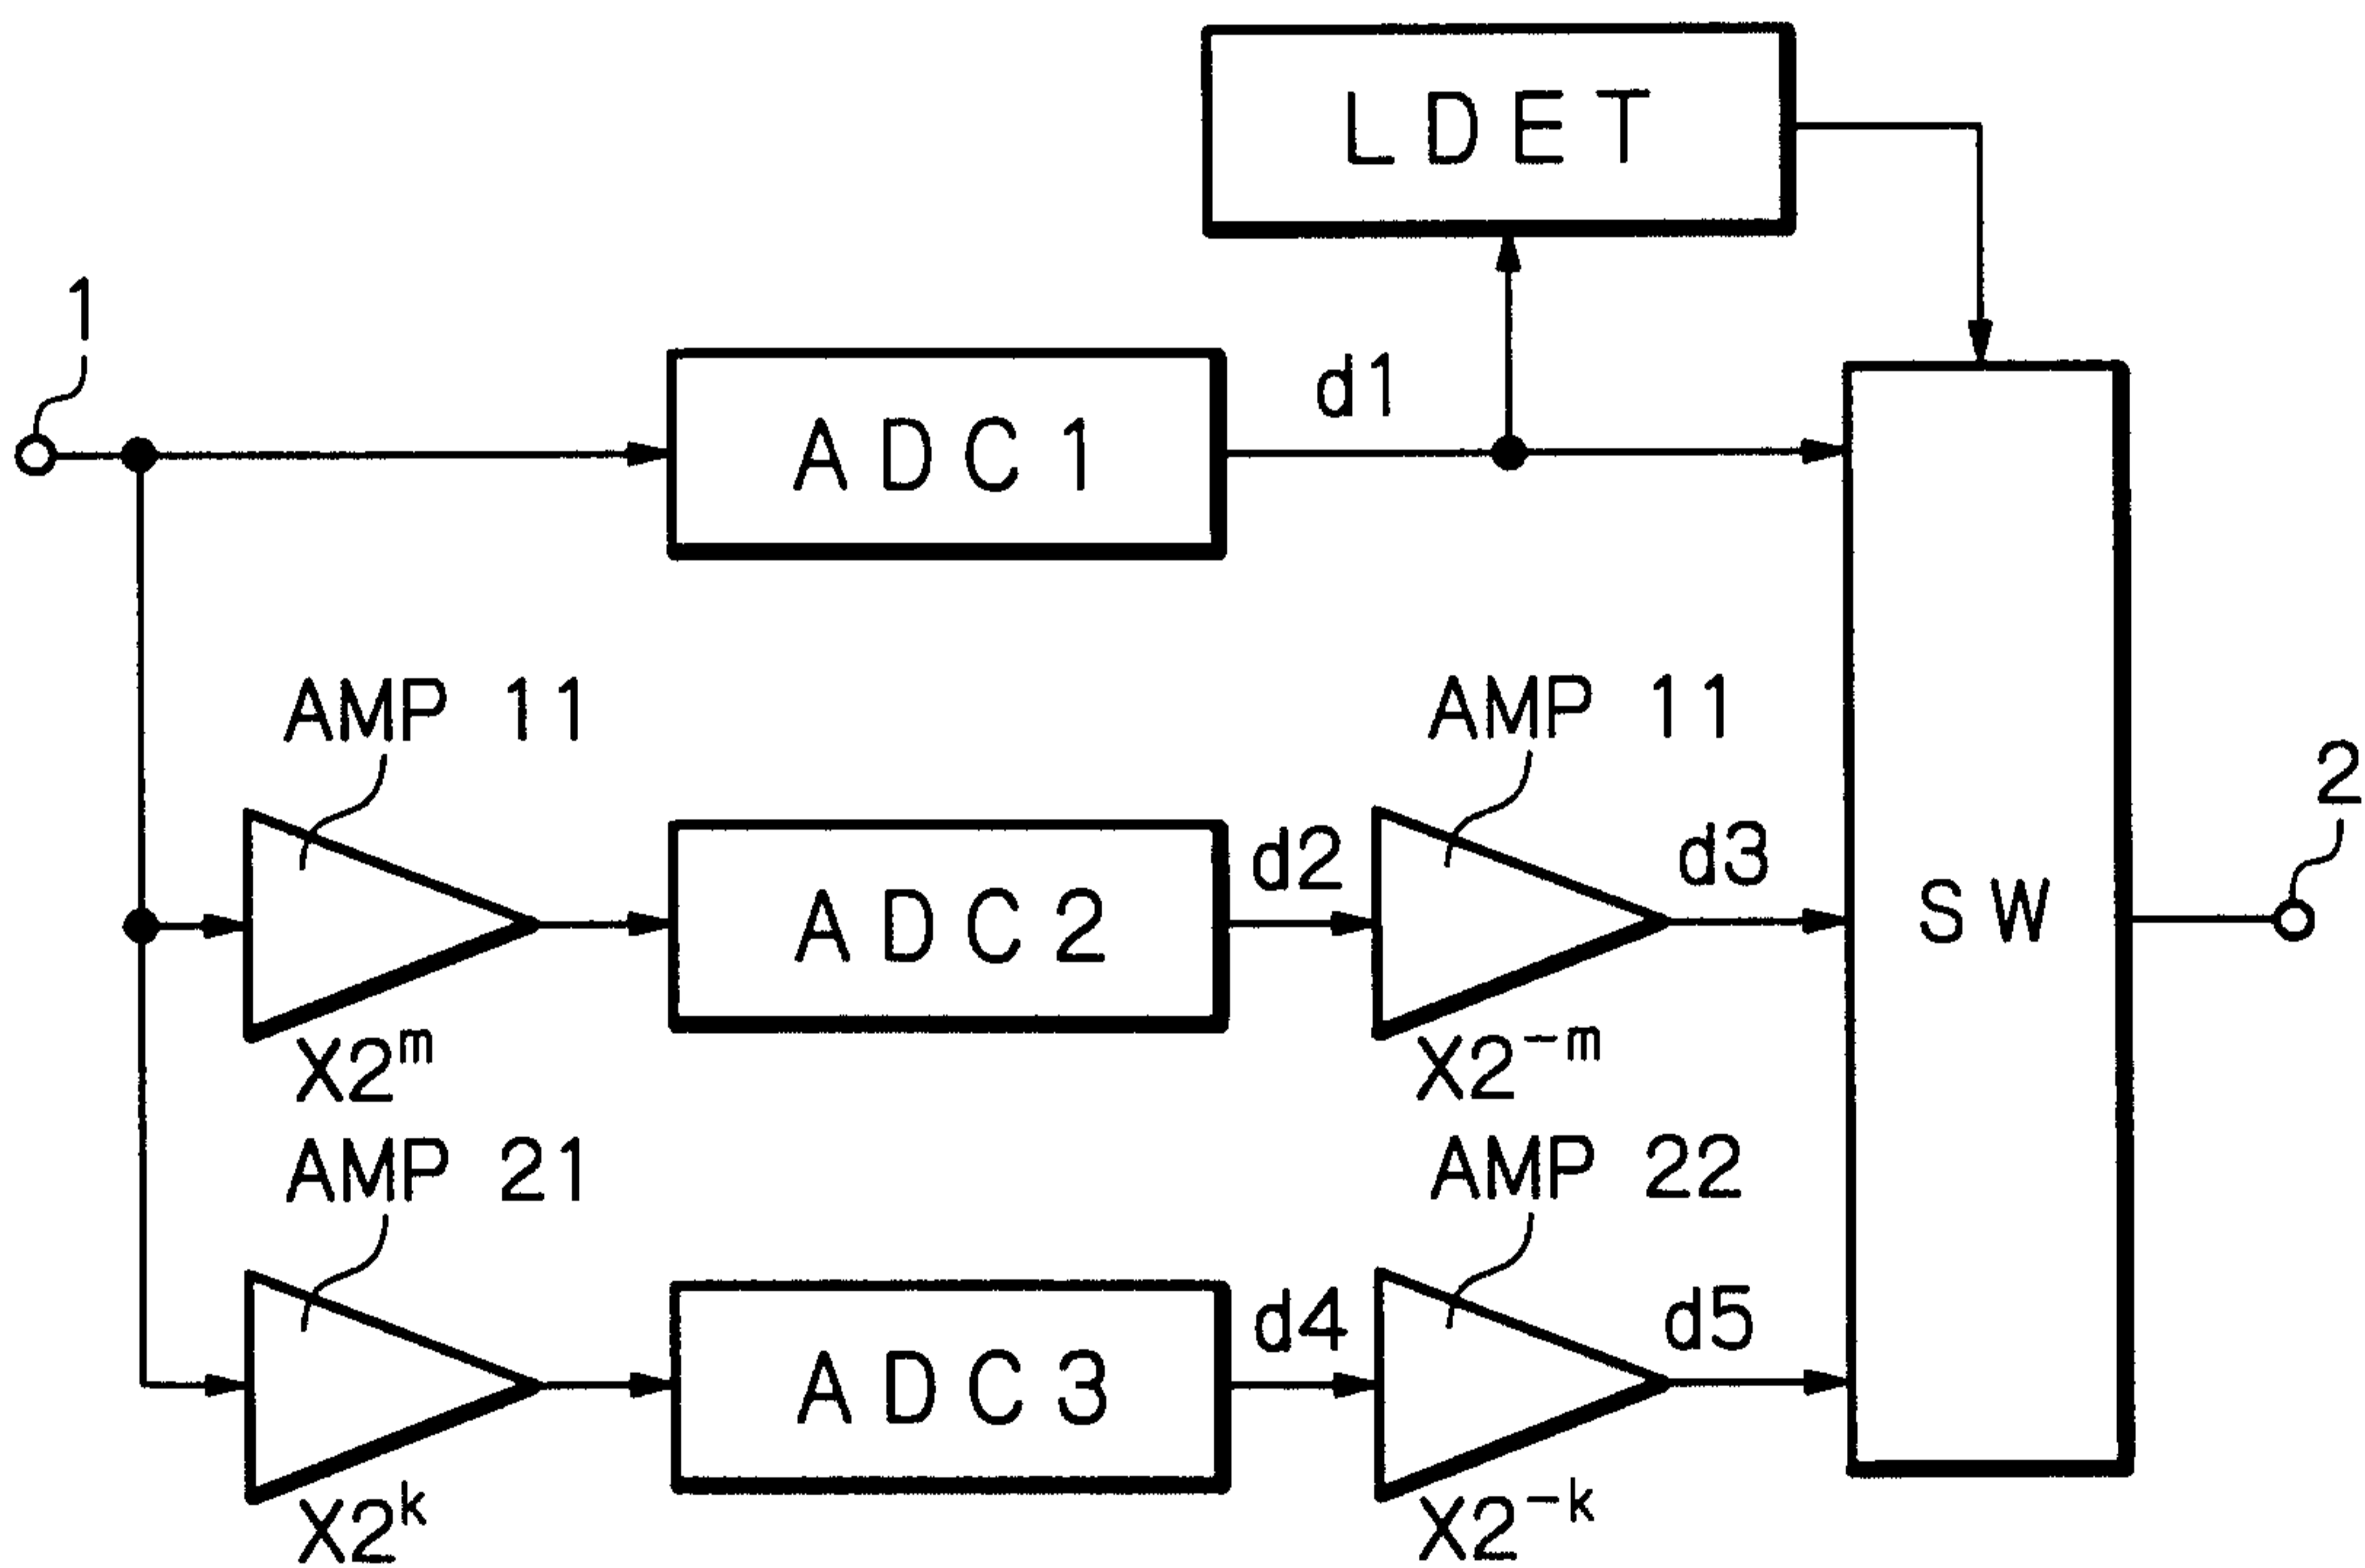 LDET
1
ADC1
d1
AMP 11
AMP 11
2
ADC2
d2
d3
SW
X2^m
X2^-m
AMP 21
AMP 22
ADC3
d4
d5
X2^k
X2^-k